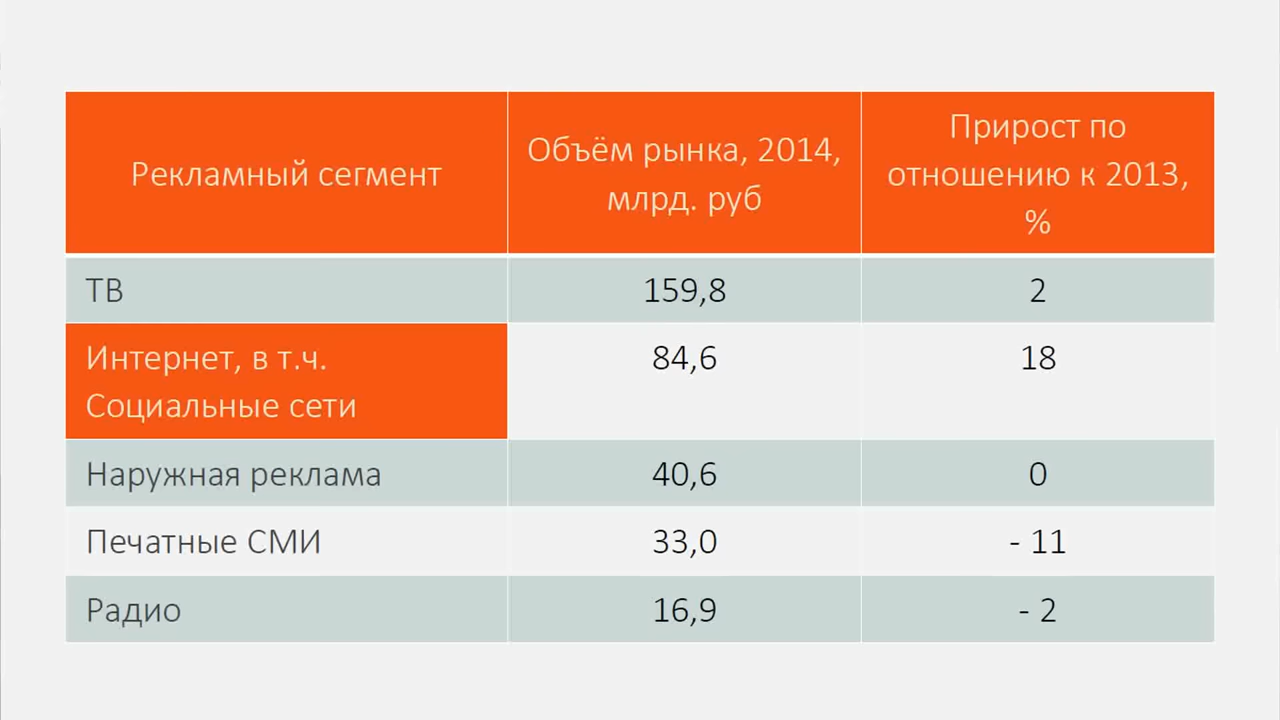 Рекламный сегмент
Объём рынка, 2014,
млрд. руб
Прирост по
отношению к 2013,
%
ТВ
159,8
2
Интернет, в т.ч.
Социальные сети
84,6
18
Наружная реклама
40,6
0
Печатные СМИ
33,0
- 11
Радио
16,9
- 2